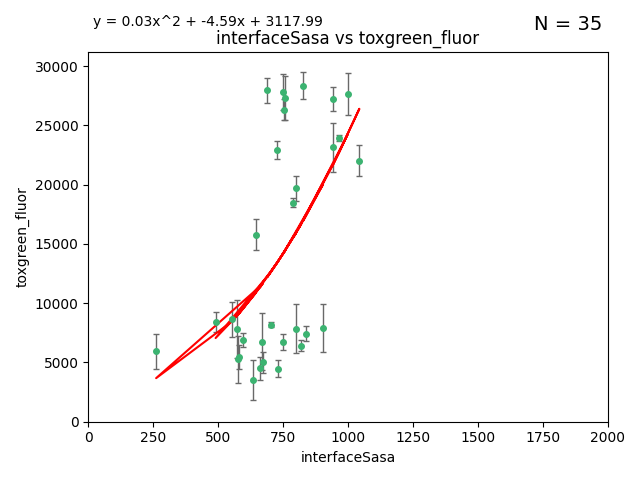 y = 0.03x^2 + -4.59x + 3117.99
N = 35
interfaceSasa vs toxgreen_fluor
30000
25000
20000
15000
10000
5000
0
toxgreen_fluor
0 250 500 750 1000 1250 1500 1750 2000
interfaceSasa